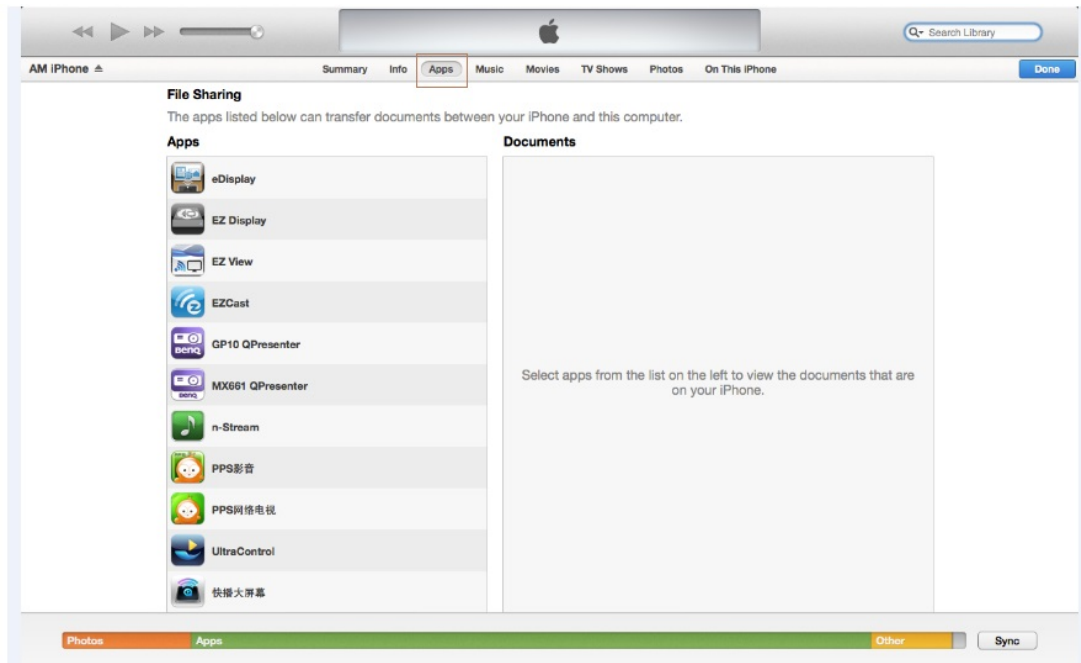 Search Library
AM iPhone
Summary Info Apps Music Movies TV Shows Photos On This iPhone
Done
File Sharing
The apps listed below can transfer documents between your iPhone and this computer.
Apps
Documents
eDisplay
EZ Display
EZ View
EZCast
BenQ
GP10 QPresenter
BenQ
MX661 QPresenter
n-Stream
PPS影音
PPS网络电视
UltraControl
快播大屏幕
Select apps from the list on the left to view the documents that are
on your iPhone.
Photos Apps Other
Sync